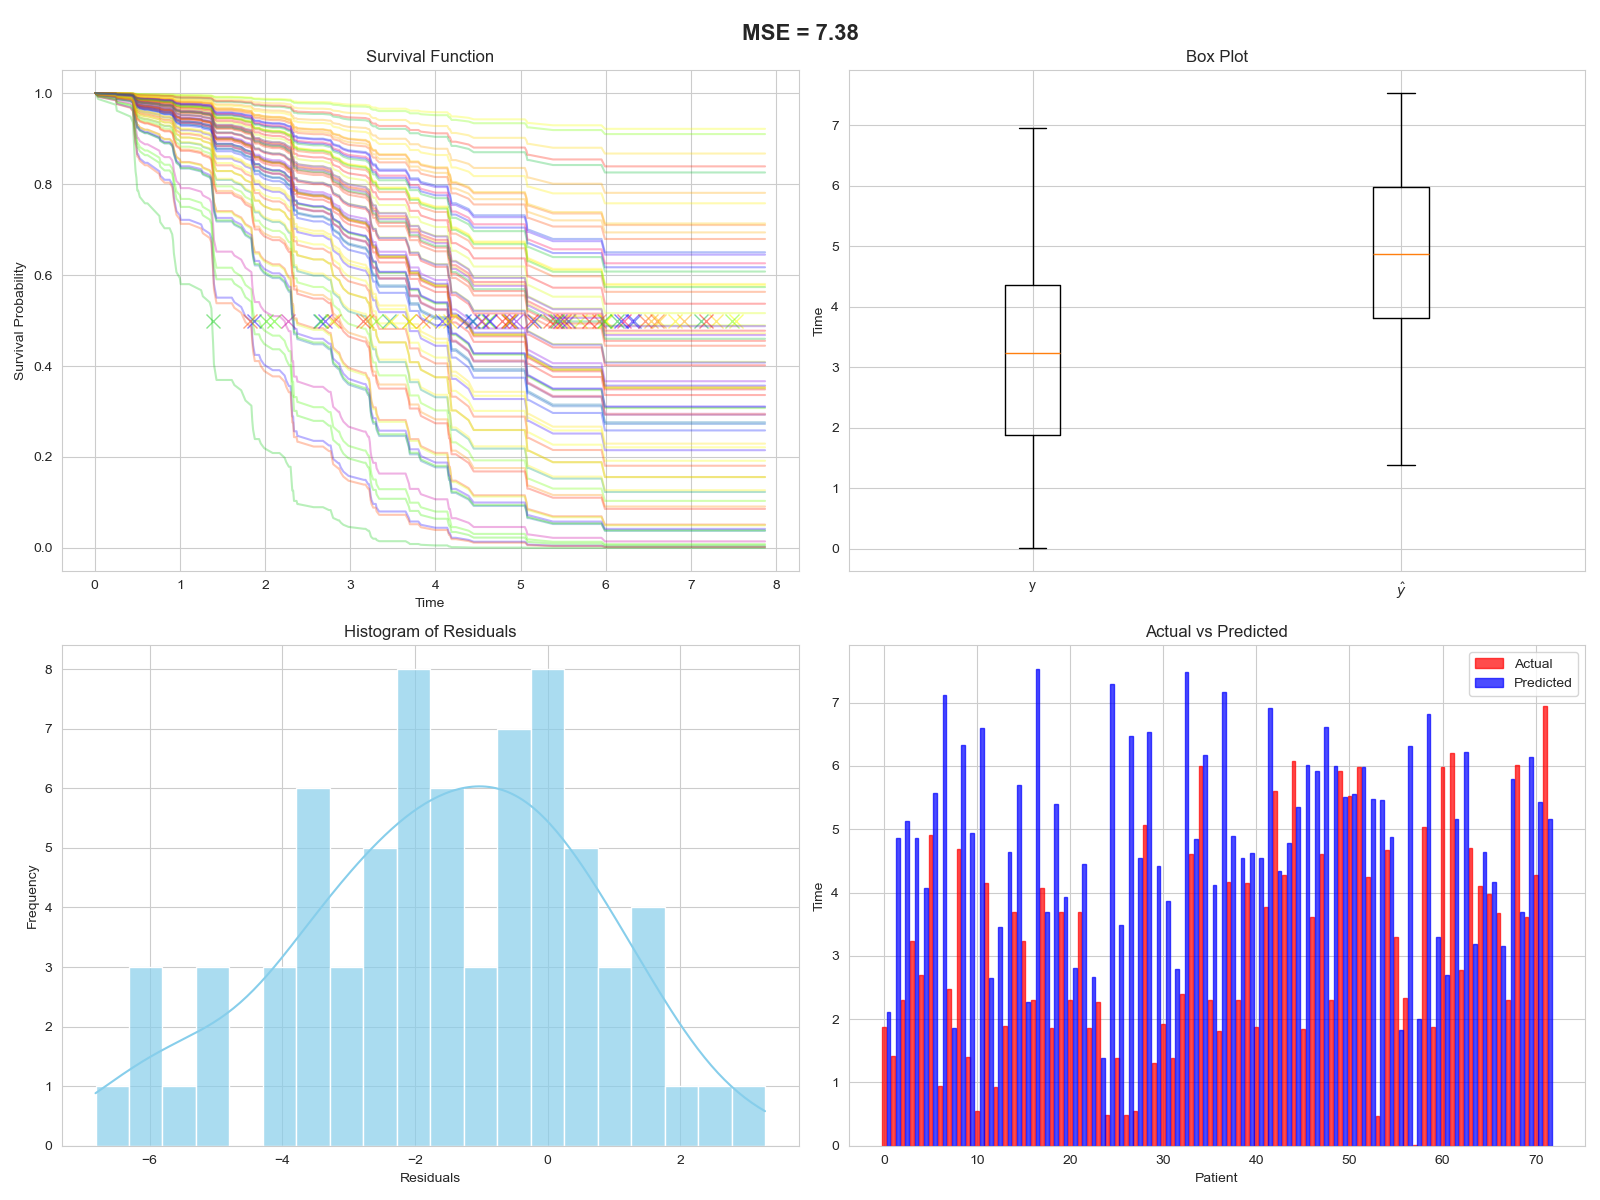 MSE = 7.38
Survival Function
1.0
0.8
0.6
0.4
0.2
0.0
Survival Probability
0 1 2 3 4 5 6 7 8
Time
Box Plot
7
6
5
4
3
2
1
0
Time
y ŷ
Histogram of Residuals
8
7
6
5
4
3
2
1
0
Frequency
−6 −4 −2 0 2
Residuals
Actual vs Predicted
Actual
Predicted
7
6
5
4
3
2
1
0
Time
0 10 20 30 40 50 60 70
Patient